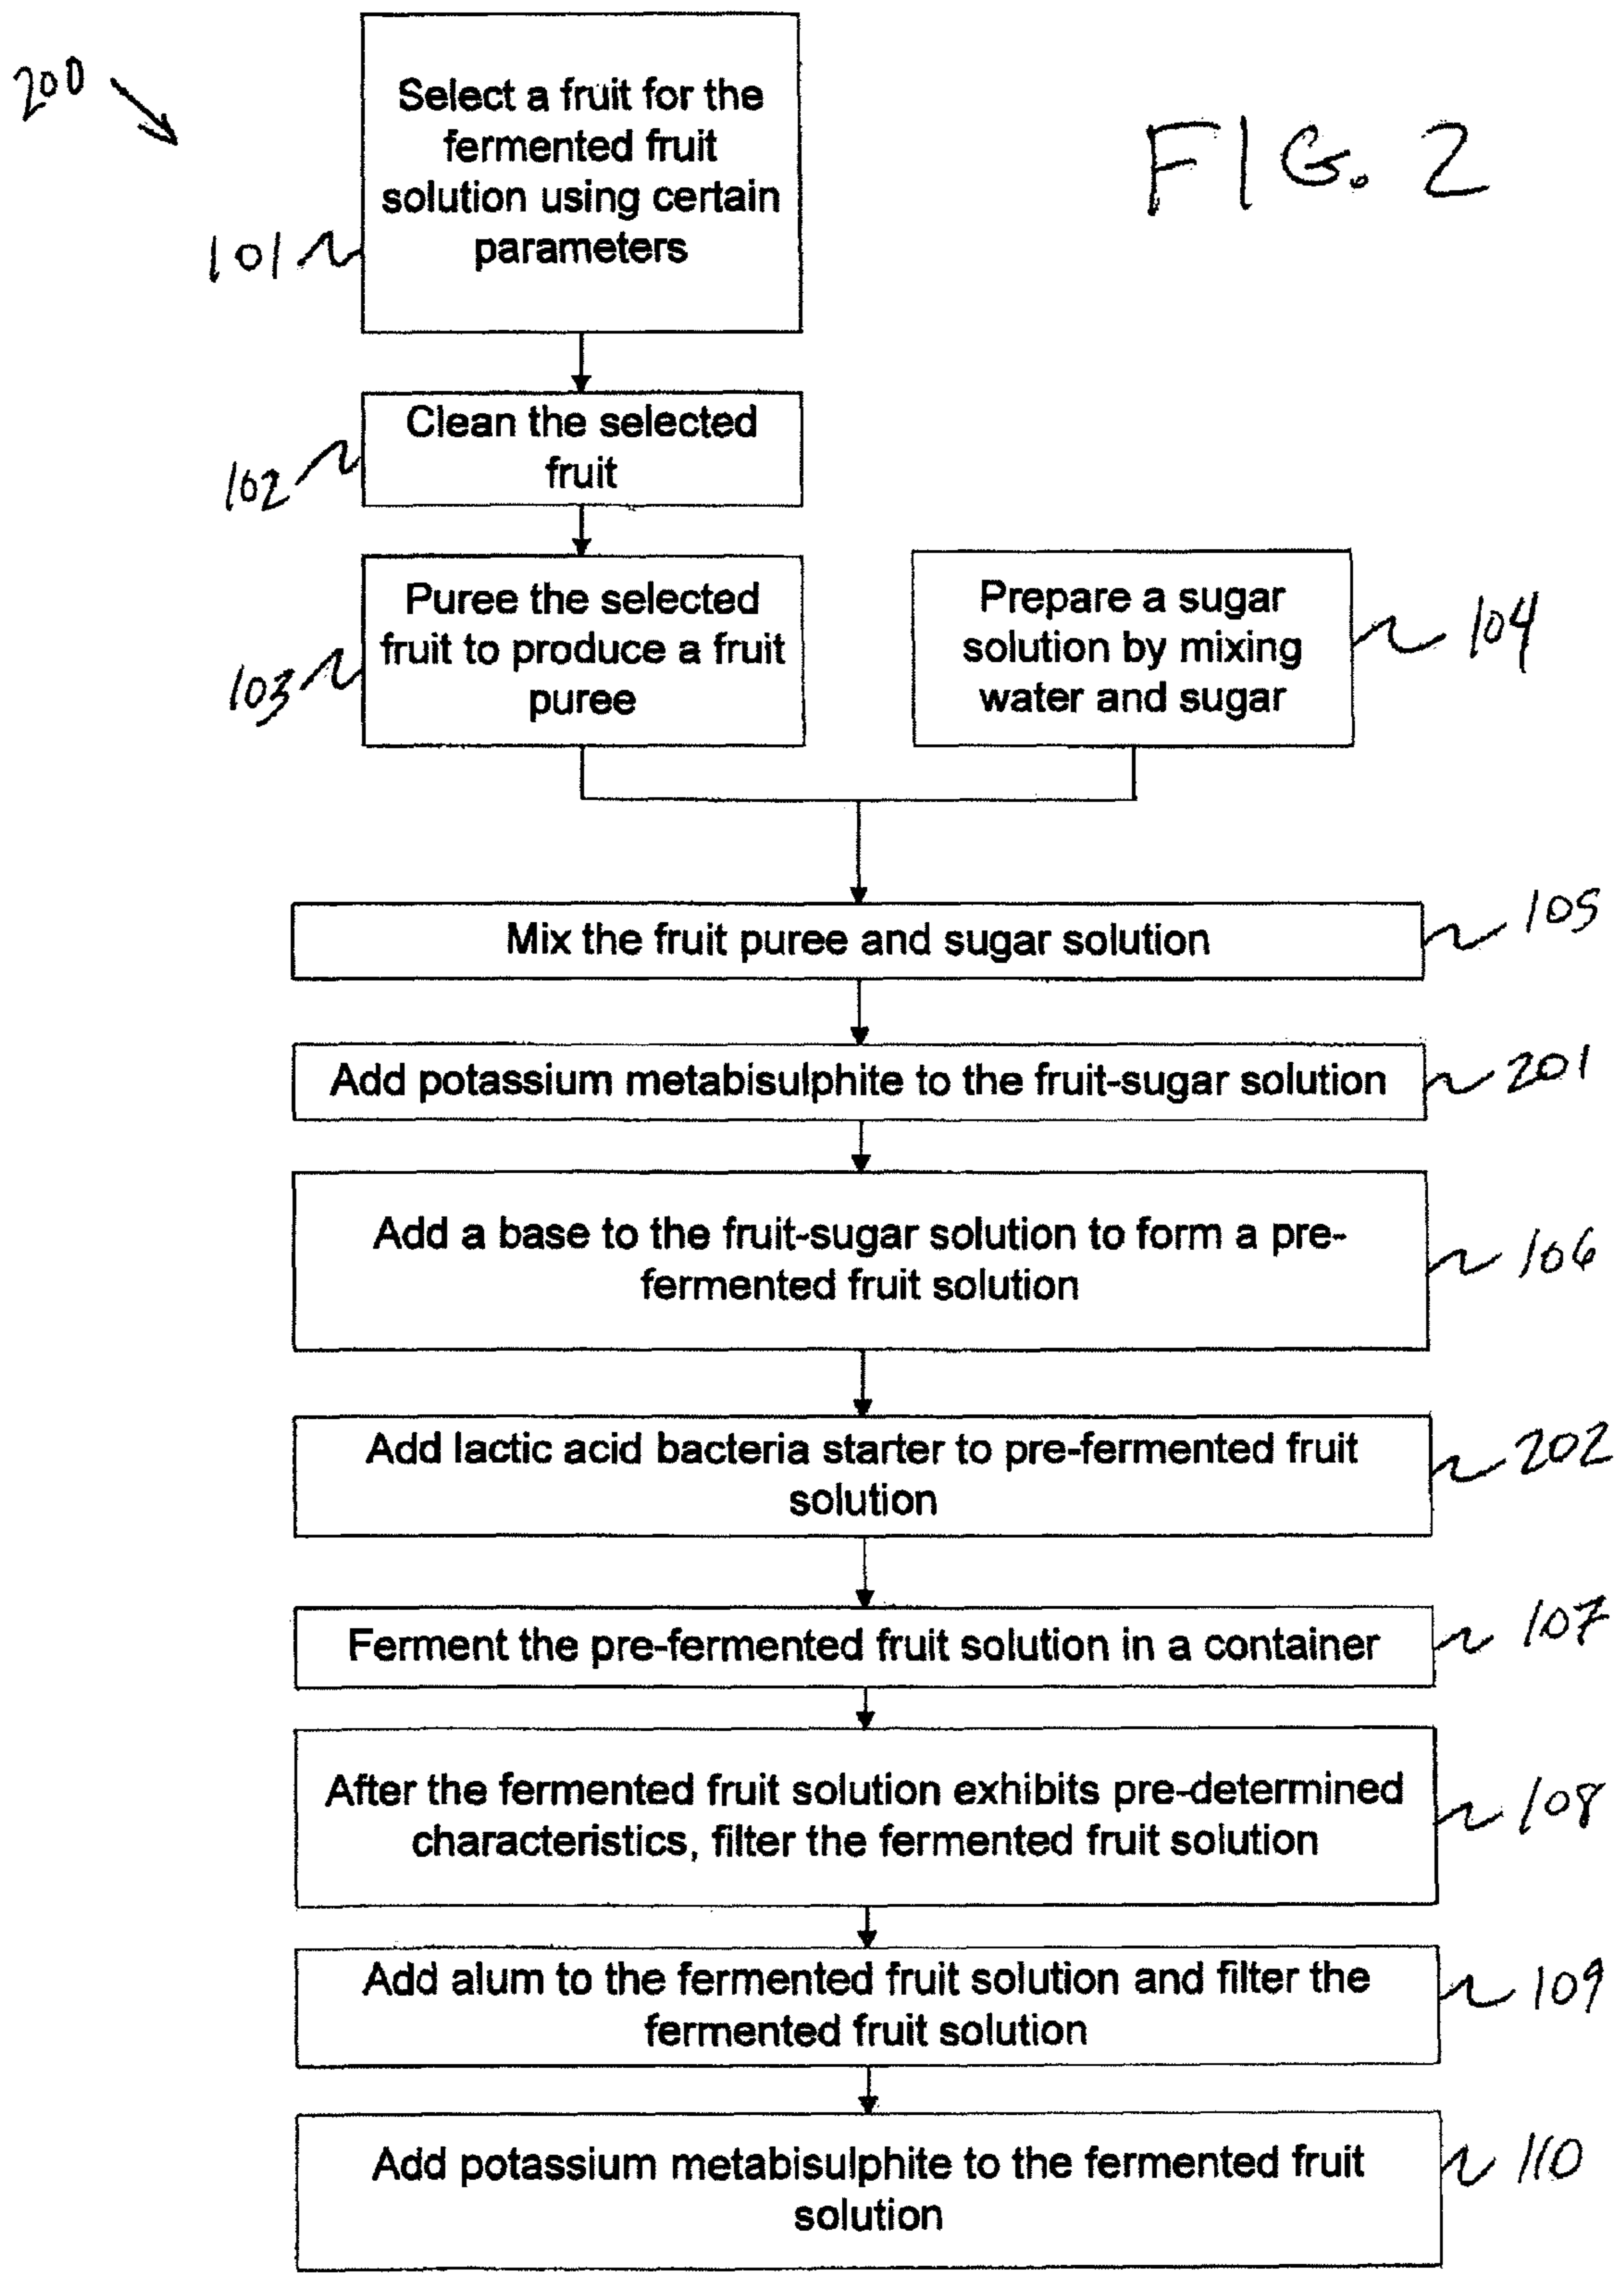 200
FIG. 2
Select a fruit for the
fermented fruit
solution using certain
parameters
101
Clean the selected
fruit
102
Puree the selected
fruit to produce a fruit
puree
103
Prepare a sugar
solution by mixing
water and sugar
104
Mix the fruit puree and sugar solution
105
Add potassium metabisulphite to the fruit-sugar solution
201
Add a base to the fruit-sugar solution to form a pre-
fermented fruit solution
106
Add lactic acid bacteria starter to pre-fermented fruit
solution
202
Ferment the pre-fermented fruit solution in a container
107
After the fermented fruit solution exhibits pre-determined
characteristics, filter the fermented fruit solution
108
Add alum to the fermented fruit solution and filter the
fermented fruit solution
109
Add potassium metabisulphite to the fermented fruit
solution
110